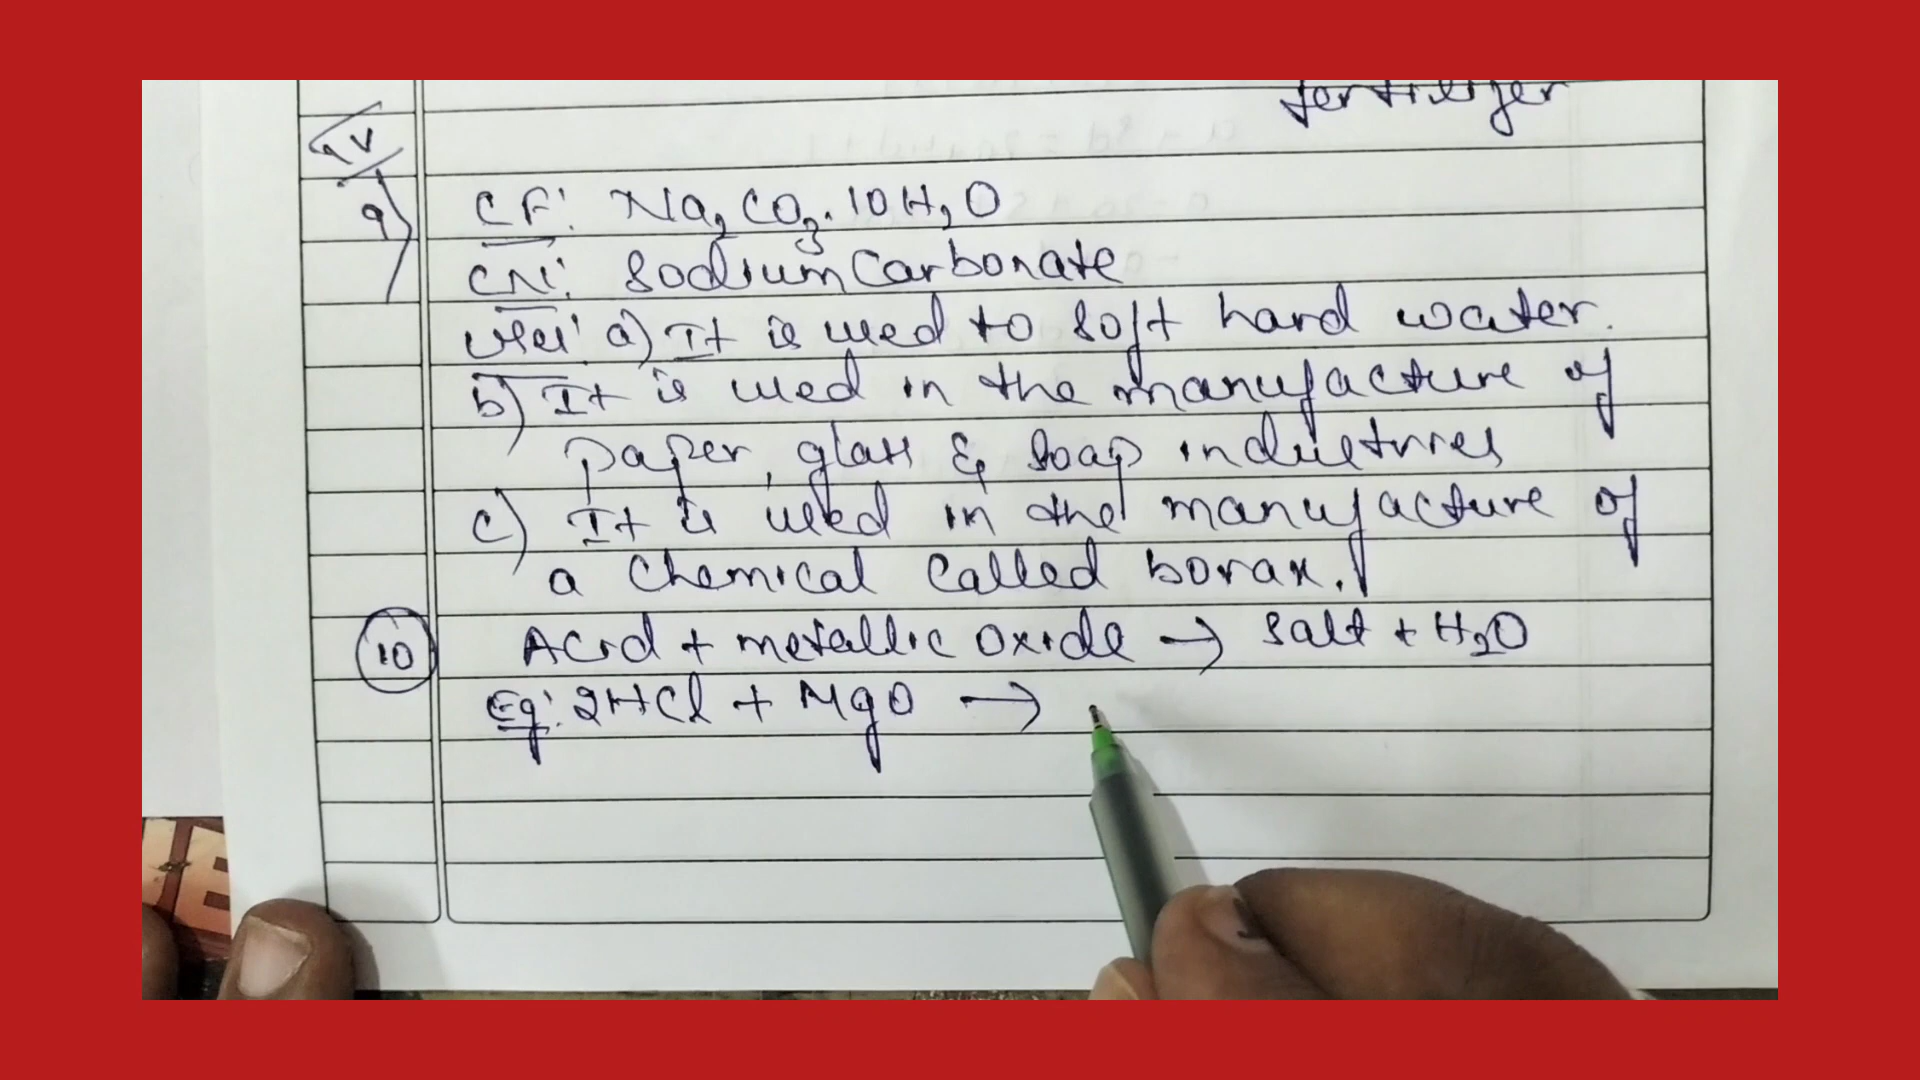 fertilizer
9) CF: Na₂CO₃.10H₂O
CN: Sodium Carbonate
Uses: a) It is used to soft hard water.
b) It is used in the manufacture of
paper, glass & soap industries
c) It is used in the manufacture of
a chemical called borax.
10 Acid + metallic oxide → salt + H₂O
Eg: 2HCl + MgO →